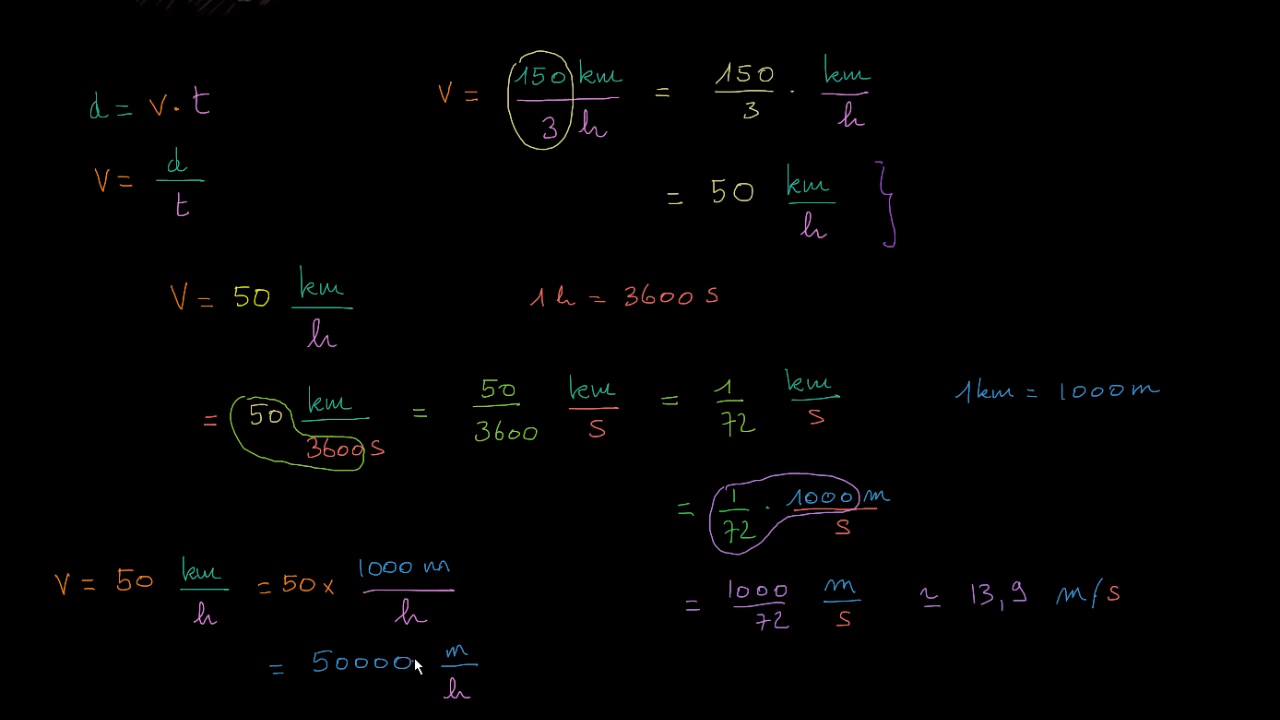 d = v · t
V = d/t
V = 150 km / 3 h = 150/3 · km/h
= 50 km/h }
V = 50 km/h
1 h = 3600 s
= 50 km / 3600 s = 50/3600 km/s = 1/72 km/s
1 km = 1000 m
= 1/72 · 1000 m / s
= 1000/72 m/s ≃ 13,9 m/s
V = 50 km/h = 50 × 1000 m / h
= 50000 m/h